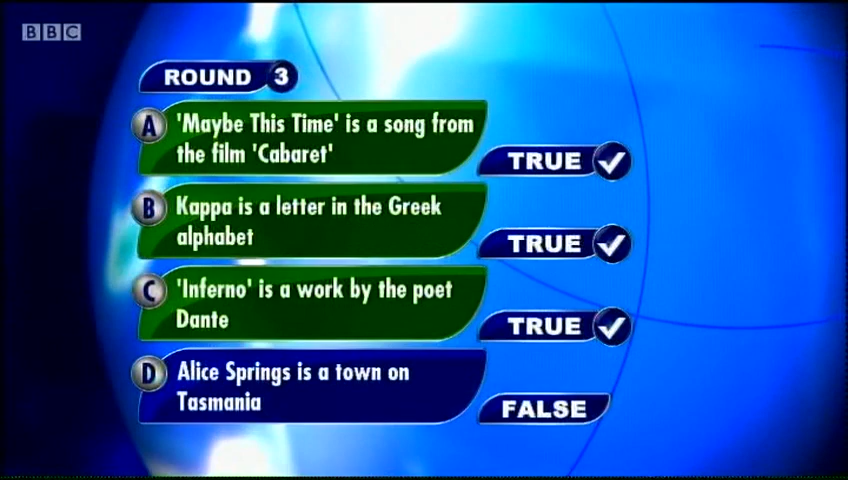 BBC
ROUND 3
A 'Maybe This Time' is a song from
the film 'Cabaret'
TRUE
B Kappa is a letter in the Greek
alphabet
TRUE
C 'Inferno' is a work by the poet
Dante
TRUE
D Alice Springs is a town on
Tasmania
FALSE